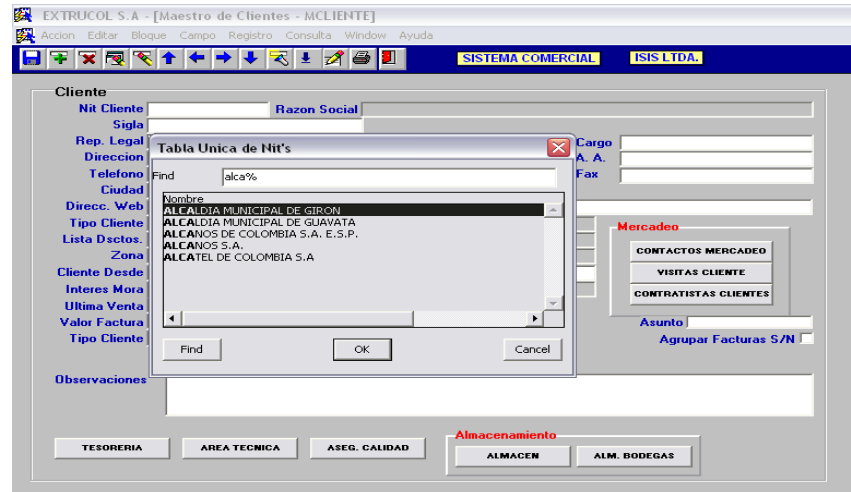 EXTRUCOL S.A - [Maestro de Clientes - MCLIENTE]
Accion Editar Bloque Campo Registro Consulta Window Ayuda
SISTEMA COMERCIAL ISIS LTDA.
Cliente
Nit Cliente Razon Social
Sigla
Rep. Legal Cargo
Direccion A. A.
Telefono Fax
Ciudad
Direcc. Web
Tipo Cliente
Lista Dsctos.
Zona
Cliente Desde
Interes Mora
Ultima Venta
Valor Factura
Tipo Cliente
Tabla Unica de Nit's
Find alca%
Nombre
ALCALDIA MUNICIPAL DE GIRON
ALCALDIA MUNICIPAL DE GUAVATA
ALCANOS DE COLOMBIA S.A. E.S.P.
ALCANOS S.A.
ALCATEL DE COLOMBIA S.A
Find OK Cancel
Mercadeo
CONTACTOS MERCADEO
VISITAS CLIENTE
CONTRATISTAS CLIENTES
Asunto
Agrupar Facturas S/N
Observaciones
TESORERIA AREA TECNICA ASEG. CALIDAD
Almacenamiento
ALMACEN ALM. BODEGAS